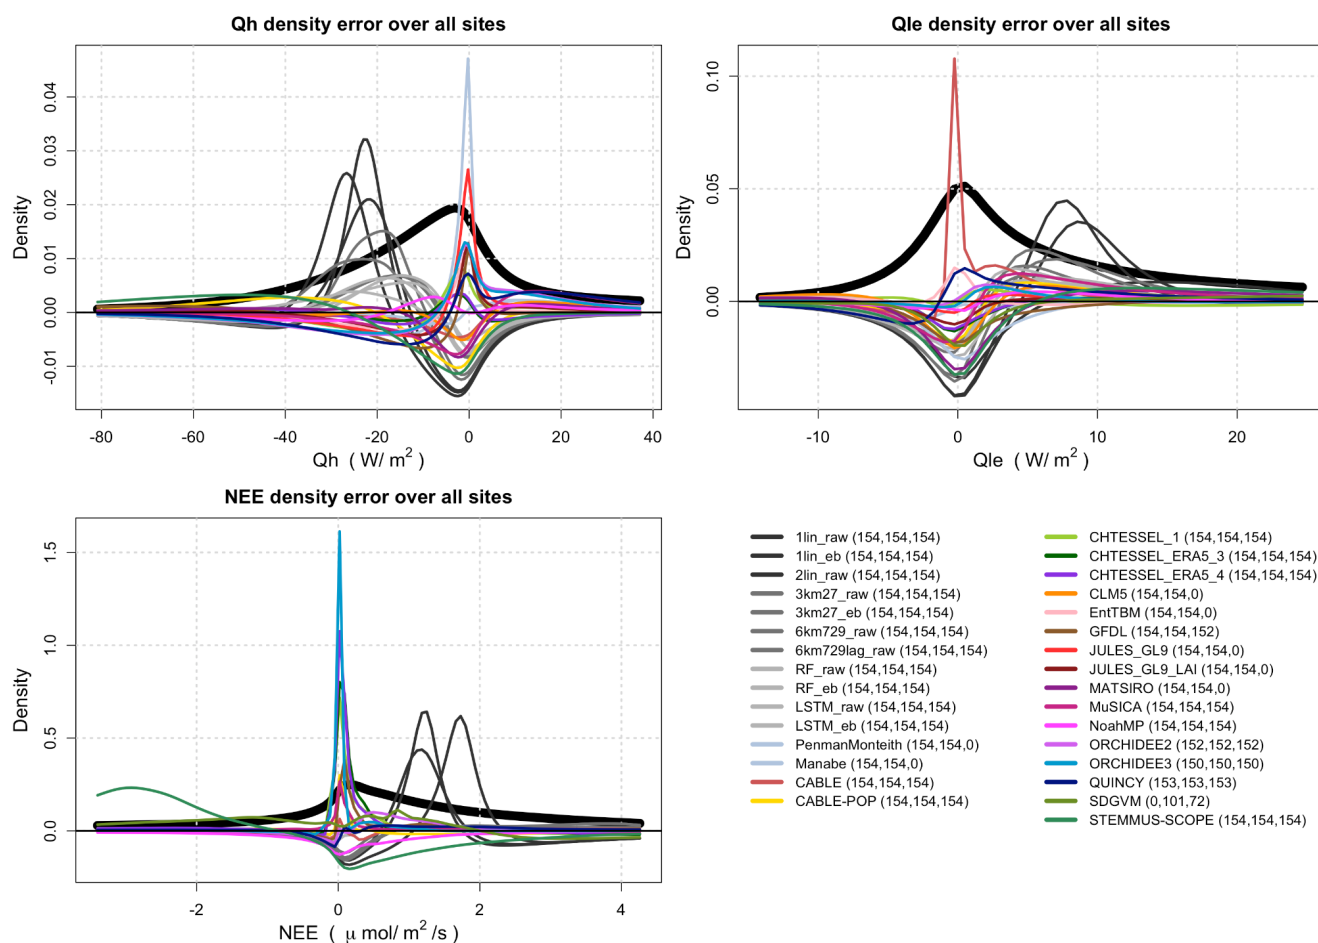 Qh density error over all sites
Density
0.04
0.03
0.02
0.01
0.00
-0.01
-80 -60 -40 -20 0 20 40
Qh ( W/ m² )
Qle density error over all sites
Density
0.10
0.05
0.00
-10 0 10 20
Qle ( W/ m² )
NEE density error over all sites
Density
1.5
1.0
0.5
0.0
-2 0 2 4
NEE ( μ mol/ m² /s )
1lin_raw (154,154,154)
1lin_eb (154,154,154)
2lin_raw (154,154,154)
3km27_raw (154,154,154)
3km27_eb (154,154,154)
6km729_raw (154,154,154)
6km729lag_raw (154,154,154)
RF_raw (154,154,154)
RF_eb (154,154,154)
LSTM_raw (154,154,154)
LSTM_eb (154,154,154)
PenmanMonteith (154,154,0)
Manabe (154,154,0)
CABLE (154,154,154)
CABLE-POP (154,154,154)
CHTESSEL_1 (154,154,154)
CHTESSEL_ERA5_3 (154,154,154)
CHTESSEL_ERA5_4 (154,154,154)
CLM5 (154,154,0)
EntTBM (154,154,0)
GFDL (154,154,152)
JULES_GL9 (154,154,0)
JULES_GL9_LAI (154,154,0)
MATSIRO (154,154,0)
MuSICA (154,154,154)
NoahMP (154,154,154)
ORCHIDEE2 (152,152,152)
ORCHIDEE3 (150,150,150)
QUINCY (153,153,153)
SDGVM (0,101,72)
STEMMUS-SCOPE (154,154,154)